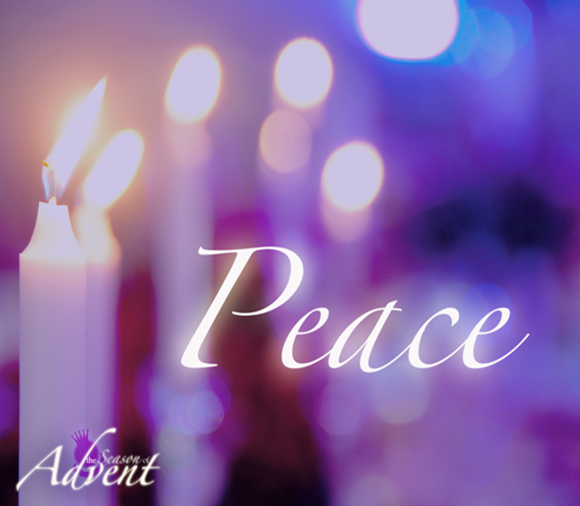 Peace
the Season of
Advent